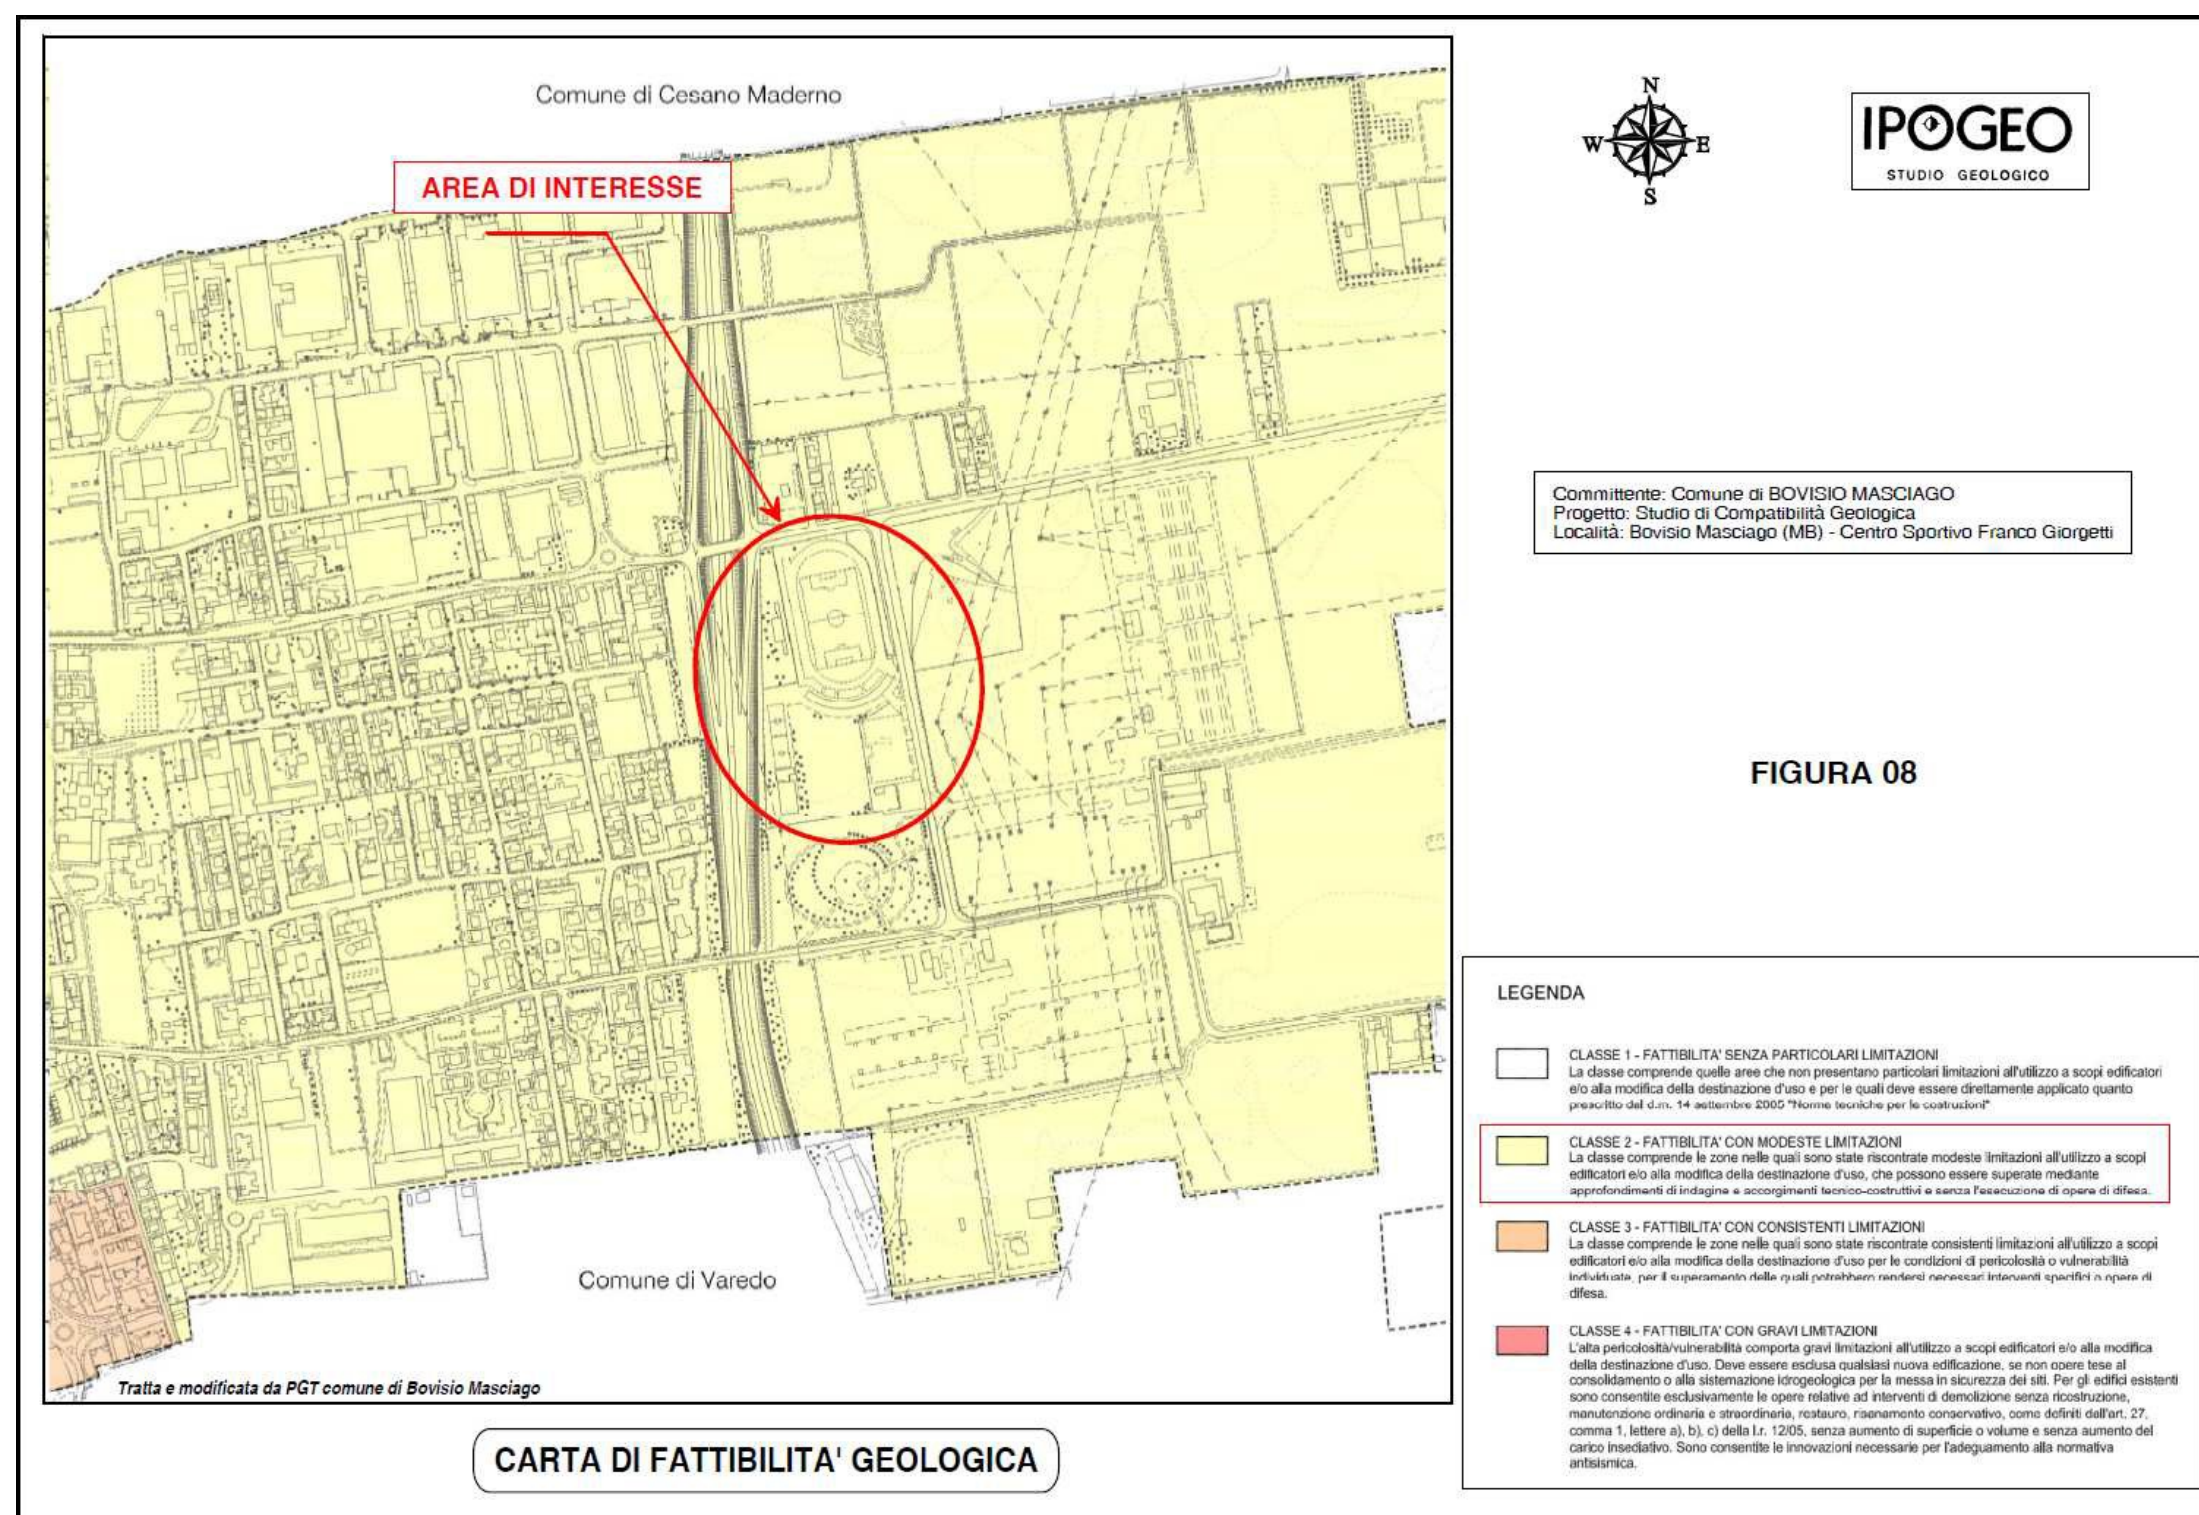 Comune di Cesano Maderno
AREA DI INTERESSE
Comune di Varedo
Tratta e modificata da PGT comune di Bovisio Masciago
CARTA DI FATTIBILITA' GEOLOGICA
N
W
E
S
IPOGEO
STUDIO GEOLOGICO
Committente: Comune di BOVISIO MASCIAGO
Progetto: Studio di Compatibilità Geologica
Località: Bovisio Masciago (MB) - Centro Sportivo Franco Giorgetti
FIGURA 08
LEGENDA
CLASSE 1 - FATTIBILITA' SENZA PARTICOLARI LIMITAZIONI
La classe comprende quelle aree che non presentano particolari limitazioni all'utilizzo a scopi edificatori
e/o alla modifica della destinazione d'uso e per le quali deve essere direttamente applicato quanto
prescritto dal d.m. 14 settembre 2005 "Norme tecniche per le costruzioni"
CLASSE 2 - FATTIBILITA' CON MODESTE LIMITAZIONI
La classe comprende le zone nelle quali sono state riscontrate modeste limitazioni all'utilizzo a scopi
edificatori e/o alla modifica della destinazione d'uso, che possono essere superate mediante
approfondimenti di indagine e accorgimenti tecnico-costruttivi e senza l'esecuzione di opere di difesa.
CLASSE 3 - FATTIBILITA' CON CONSISTENTI LIMITAZIONI
La classe comprende le zone nelle quali sono state riscontrate consistenti limitazioni all'utilizzo a scopi
edificatori e/o alla modifica della destinazione d'uso per le condizioni di pericolosità o vulnerabilità
individuate, per il superamento delle quali potrebbero rendersi necessari interventi specifici o opere di
difesa.
CLASSE 4 - FATTIBILITA' CON GRAVI LIMITAZIONI
L'alta pericolosità/vulnerabilità comporta gravi limitazioni all'utilizzo a scopi edificatori e/o alla modifica
della destinazione d'uso. Deve essere esclusa qualsiasi nuova edificazione, se non opere tese al
consolidamento o alla sistemazione idrogeologica per la messa in sicurezza dei siti. Per gli edifici esistenti
sono consentite esclusivamente le opere relative ad interventi di demolizione senza ricostruzione,
manutenzione ordinaria e straordinaria, restauro, risanamento conservativo, come definiti dall'art. 27,
comma 1, lettere a), b), c) della l.r. 12/05, senza aumento di superficie o volume e senza aumento del
carico insediativo. Sono consentite le innovazioni necessarie per l'adeguamento alla normativa
antisismica.